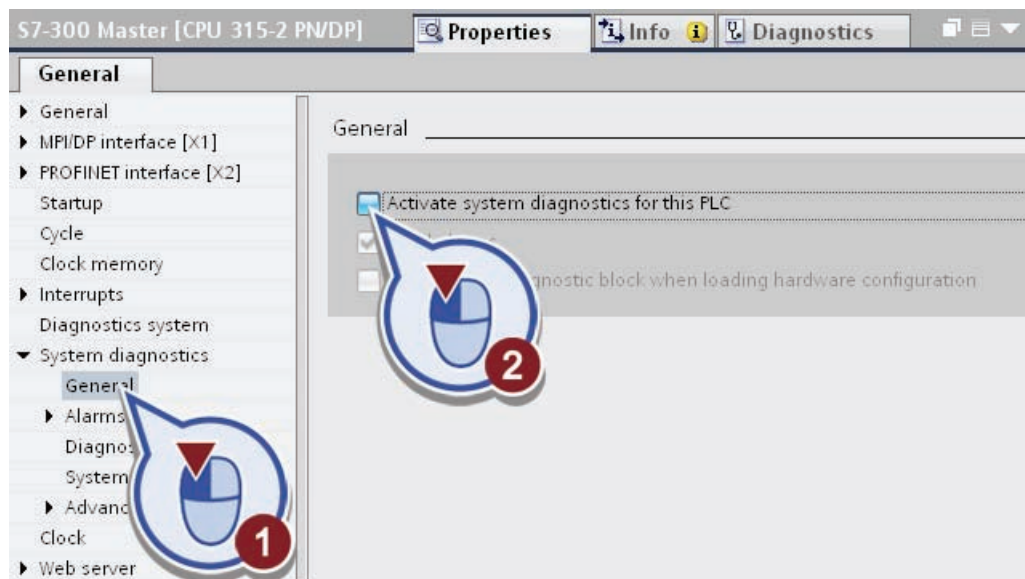 S7-300 Master [CPU 315-2 PN/DP]
Properties
Info
Diagnostics
General
General
MPI/DP interface [X1]
PROFINET interface [X2]
Startup
Cycle
Clock memory
Interrupts
Diagnostics system
System diagnostics
General
Alarms
System
Clock
Web server
1
General
Activate system diagnostics for this PLC
block when loading hardware configuration
2